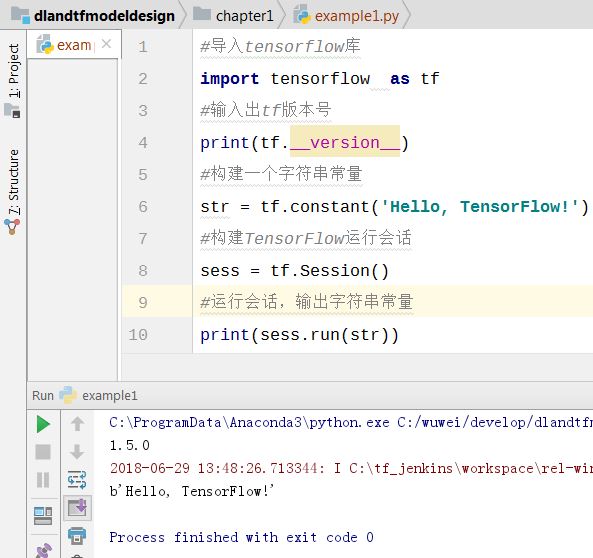 dlandtfmodeldesign chapter1 example1.py
exam
1: Project
7: Structure
1 #导入tensorflow库
2 import tensorflow  as tf
3 #输入出tf版本号
4 print(tf.__version__)
5 #构建一个字符串常量
6 str = tf.constant('Hello, TensorFlow!')
7 #构建TensorFlow运行会话
8 sess = tf.Session()
9 #运行会话，输出字符串常量
10 print(sess.run(str))
Run example1
C:\ProgramData\Anaconda3\python.exe C:/wuwei/develop/dlandtfm
1.5.0
2018-06-29 13:48:26.713344: I C:\tf_jenkins\workspace\rel-win
b'Hello, TensorFlow!'
Process finished with exit code 0